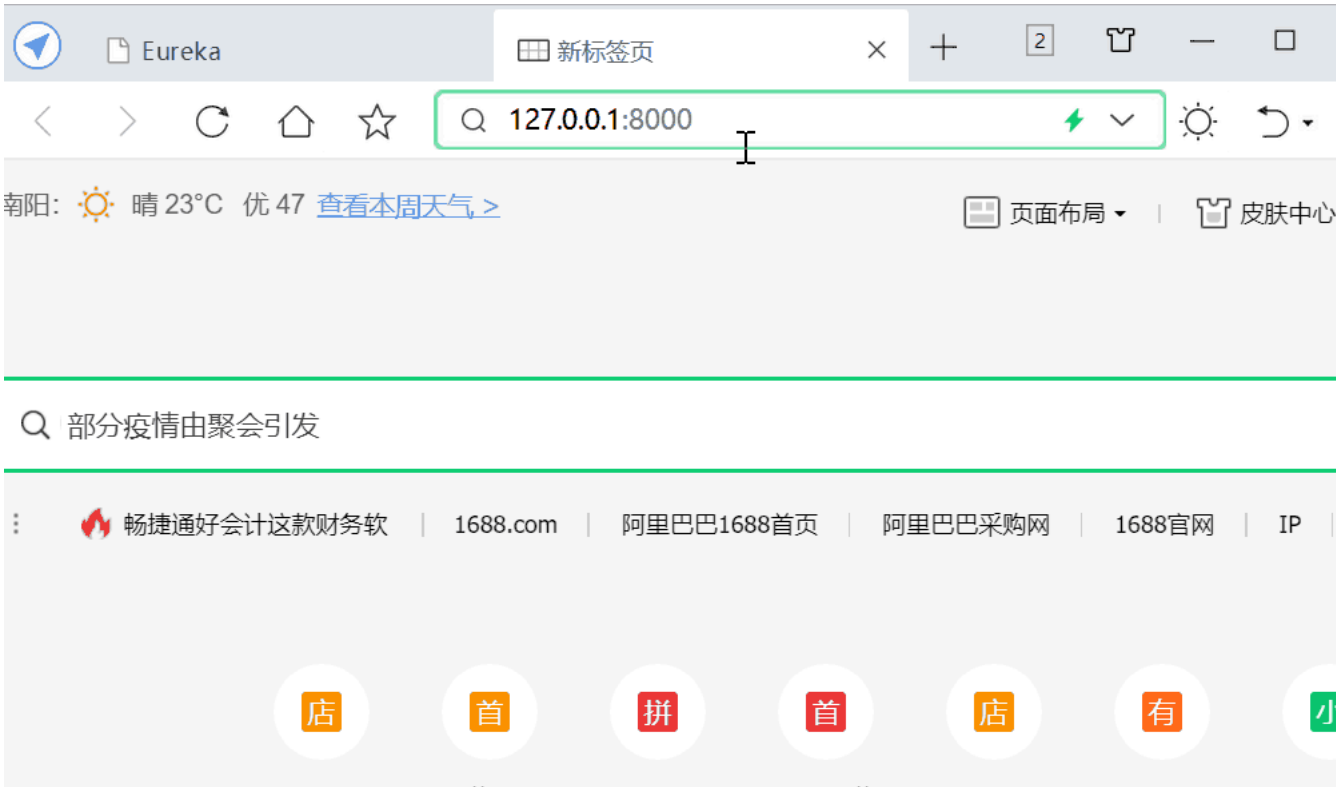 Eureka
新标签页
2
127.0.0.1:8000
南阳: 晴 23°C 优 47 查看本周天气 >
页面布局
皮肤中心
部分疫情由聚会引发
畅捷通好会计这款财务软 | 1688.com | 阿里巴巴1688首页 | 阿里巴巴采购网 | 1688官网 | IP |
店 首 拼 首 店 有 小